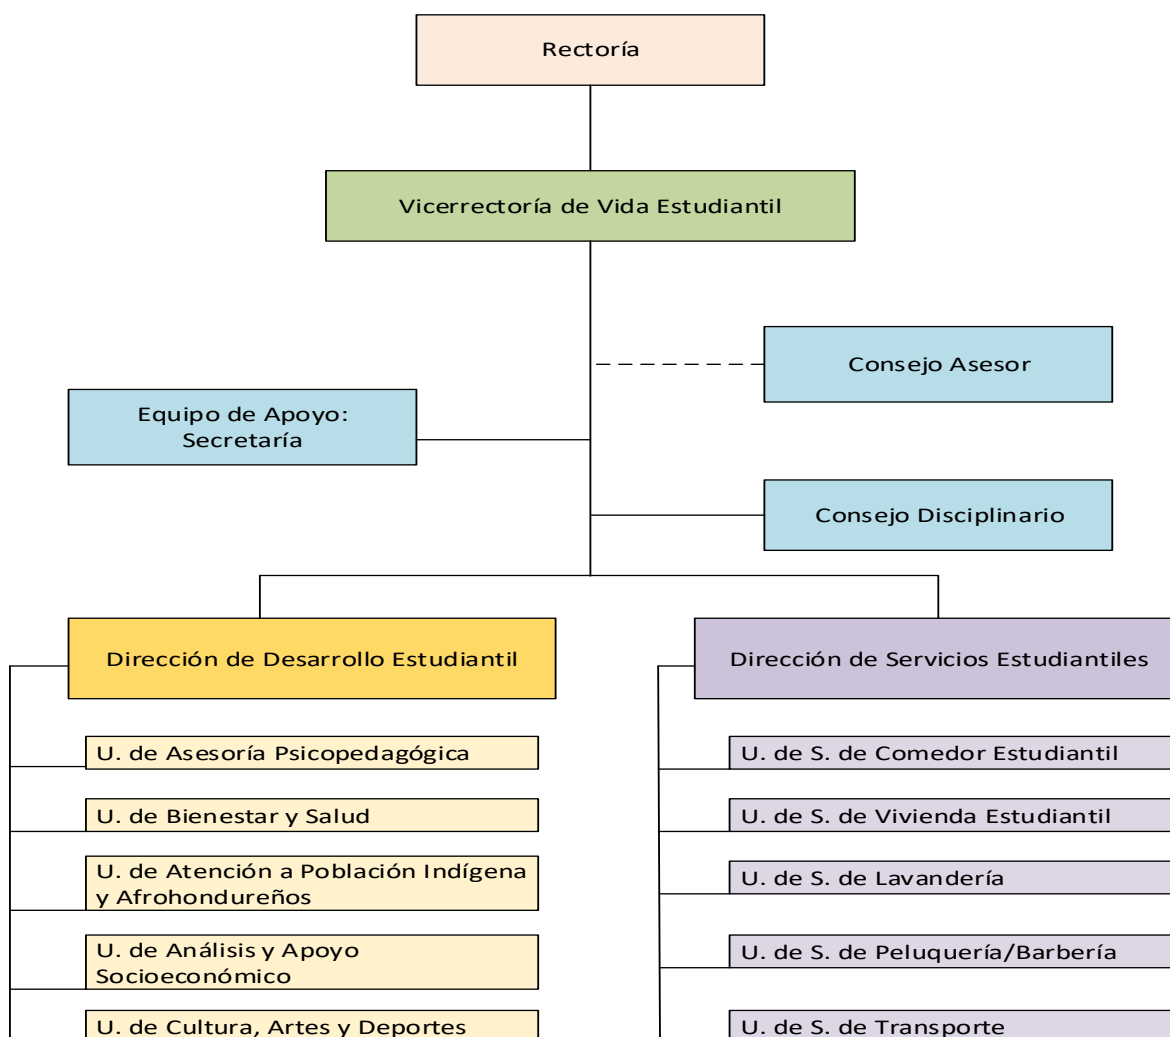 Rectoría
Vicerrectoría de Vida Estudiantil
Consejo Asesor
Equipo de Apoyo:
Secretaría
Consejo Disciplinario
Dirección de Desarrollo Estudiantil
Dirección de Servicios Estudiantiles
U. de Asesoría Psicopedagógica
U. de S. de Comedor Estudiantil
U. de Bienestar y Salud
U. de S. de Vivienda Estudiantil
U. de Atención a Población Indígena
y Afrohondureños
U. de S. de Lavandería
U. de Análisis y Apoyo
Socioeconómico
U. de S. de Peluquería/Barbería
U. de Cultura, Artes y Deportes
U. de S. de Transporte